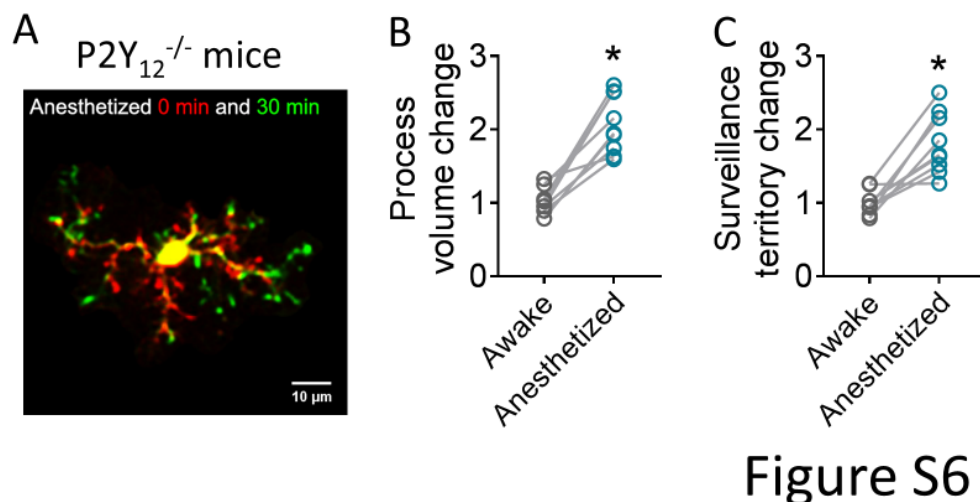 A
P2Y₁₂⁻/⁻ mice
Anesthetized 0 min and 30 min
10 µm
B
Process
volume change
3
2
1
0
*
Awake
Anesthetized
C
Surveillance
territory change
3
2
1
0
*
Awake
Anesthetized
Figure S6